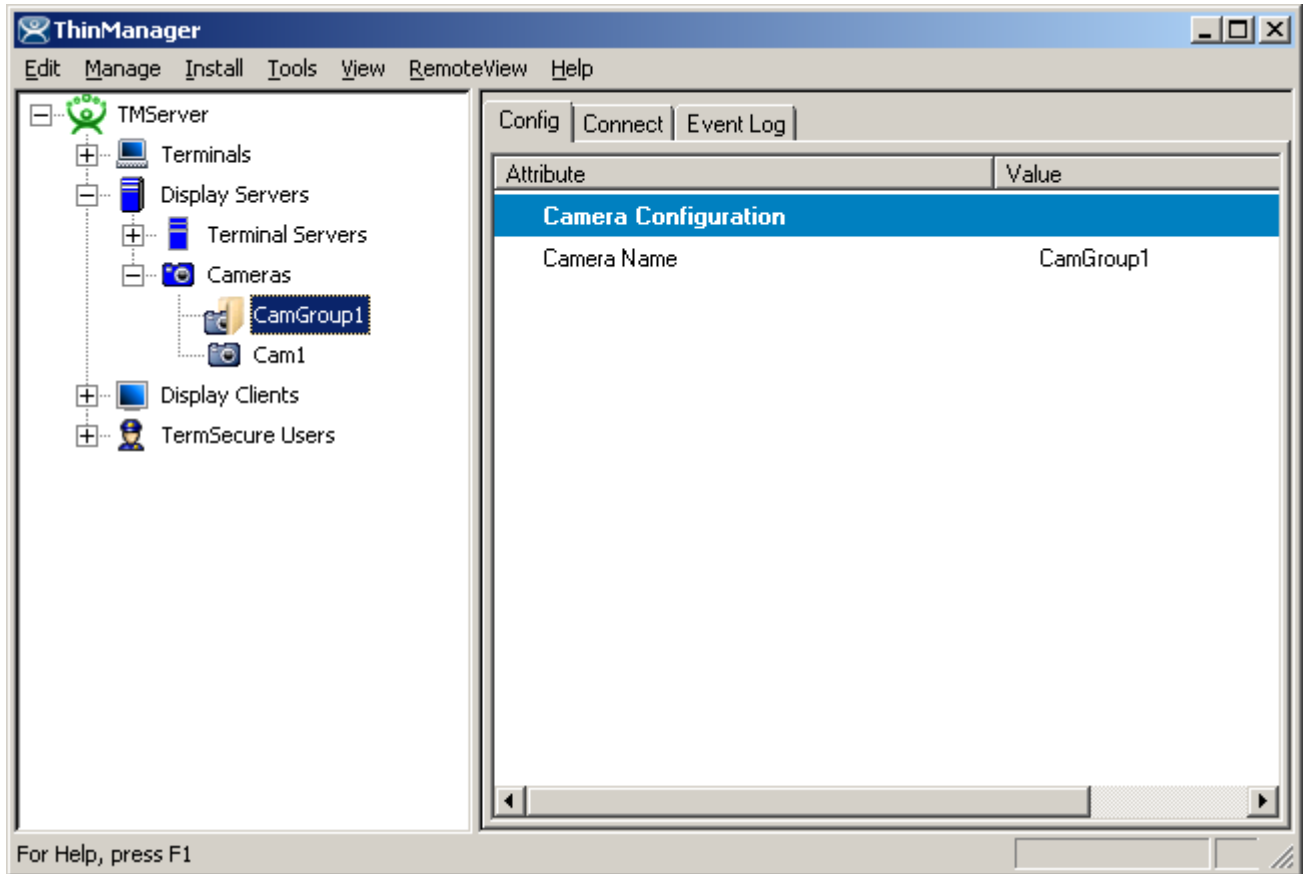 ThinManager
Edit Manage Install Tools View RemoteView Help
TMServer
Terminals
Display Servers
Terminal Servers
Cameras
CamGroup1
Cam1
Display Clients
TermSecure Users
Config Connect Event Log
Attribute Value
Camera Configuration
Camera Name CamGroup1
For Help, press F1